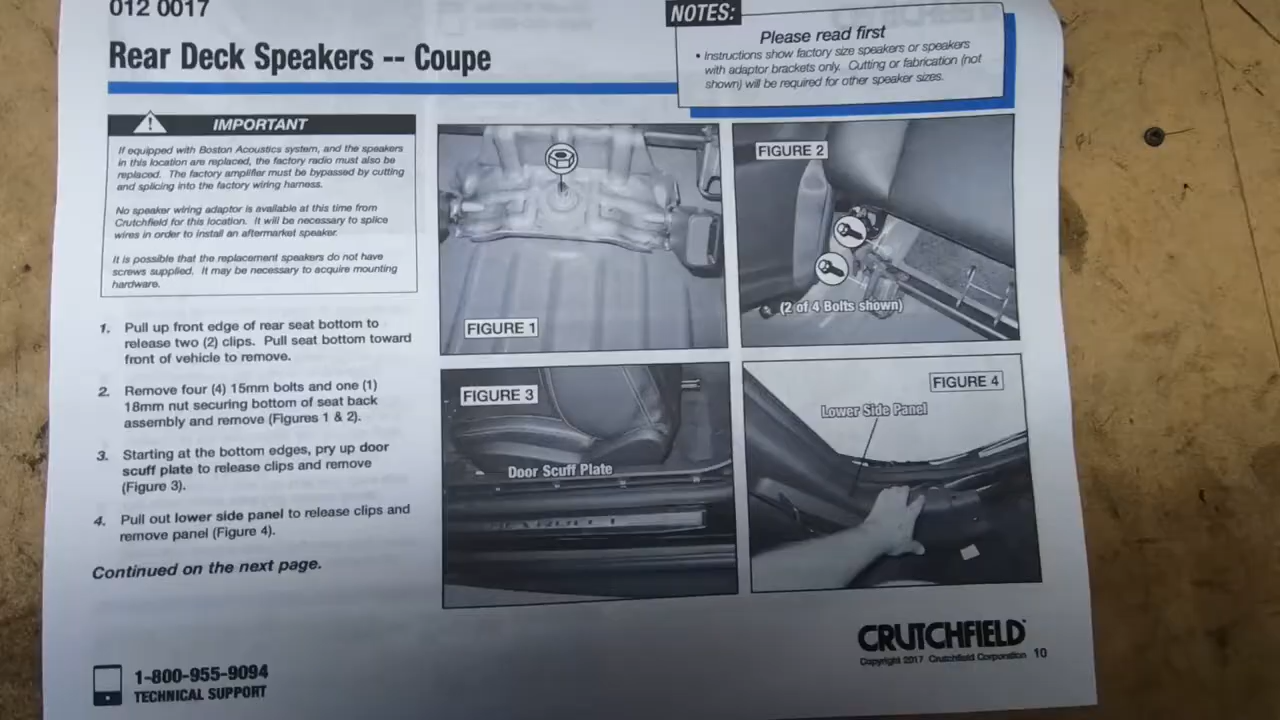 012 0017
Rear Deck Speakers -- Coupe
NOTES:
Please read first
• Instructions show factory size speakers or speakers
with adaptor brackets only. Cutting or fabrication (not
shown) will be required for other speaker sizes.
IMPORTANT
If equipped with Boston Acoustics system, and the speakers
in this location are replaced, the factory radio must also be
replaced. The factory amplifier must be bypassed by cutting
and splicing into the factory wiring harness.
No speaker wiring adaptor is available at this time from
Crutchfield for this location. It will be necessary to splice
wires in order to install an aftermarket speaker.
It is possible that the replacement speakers do not have
screws supplied. It may be necessary to acquire mounting
hardware.
1. Pull up front edge of rear seat bottom to
release two (2) clips. Pull seat bottom toward
front of vehicle to remove.
2. Remove four (4) 15mm bolts and one (1)
18mm nut securing bottom of seat back
assembly and remove (Figures 1 & 2).
3. Starting at the bottom edges, pry up door
scuff plate to release clips and remove
(Figure 3).
4. Pull out lower side panel to release clips and
remove panel (Figure 4).
Continued on the next page.
FIGURE 1
FIGURE 2
(2 of 4 Bolts shown)
FIGURE 3
Door Scuff Plate
CHEVROLET
FIGURE 4
Lower Side Panel
1-800-955-9094
TECHNICAL SUPPORT
CRUTCHFIELD
Copyright 2017 Crutchfield Corporation 10